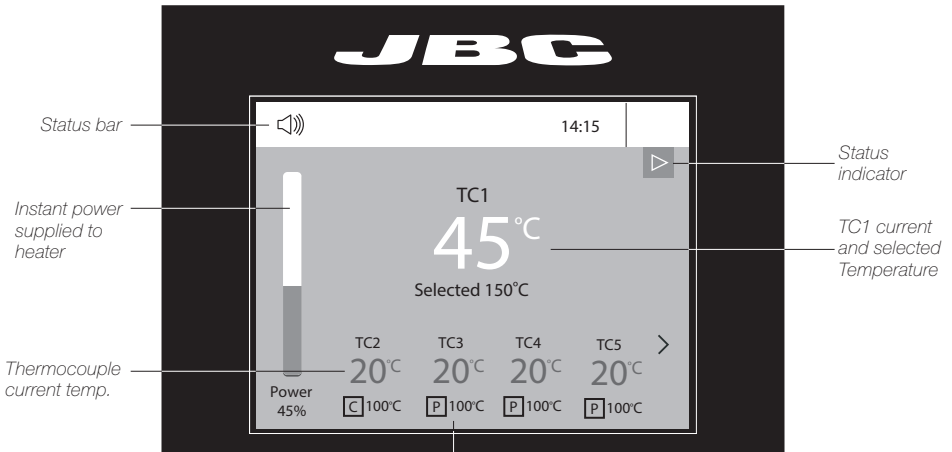 JBC
Status bar
14:15
Status
indicator
Instant power
supplied to
heater
TC1
45°C
Selected 150°C
TC1 current
and selected
Temperature
Thermocouple
current temp.
TC2 TC3 TC4 TC5 >
20°C 20°C 20°C 20°C
C 100°C P 100°C P 100°C P 100°C
Power
45%